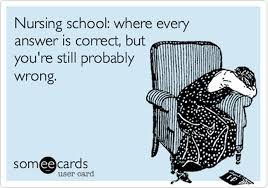 Nursing school: where every
answer is correct, but
you're still probably
wrong.
someecards
user card